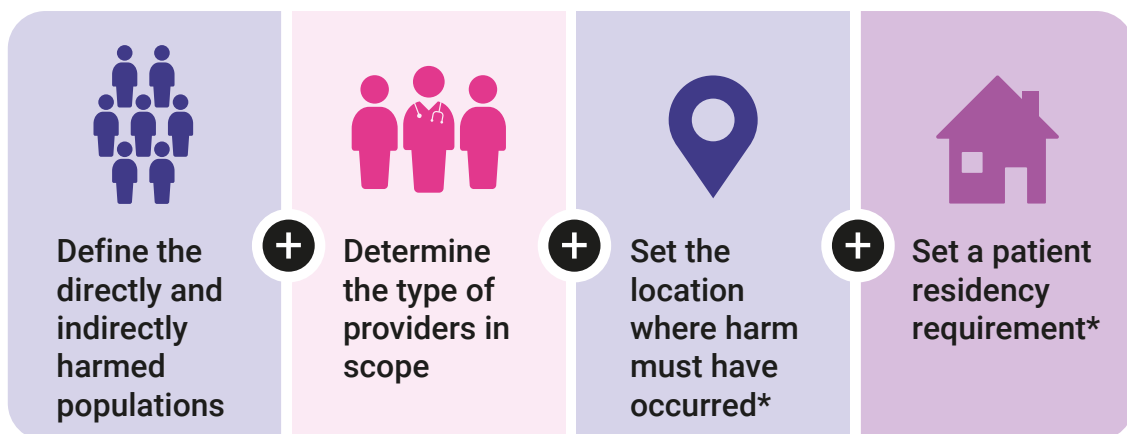 Define the
directly and
indirectly
harmed
populations
+
Determine
the type of
providers in
scope
+
Set the
location
where harm
must have
occurred*
+
Set a patient
residency
requirement*